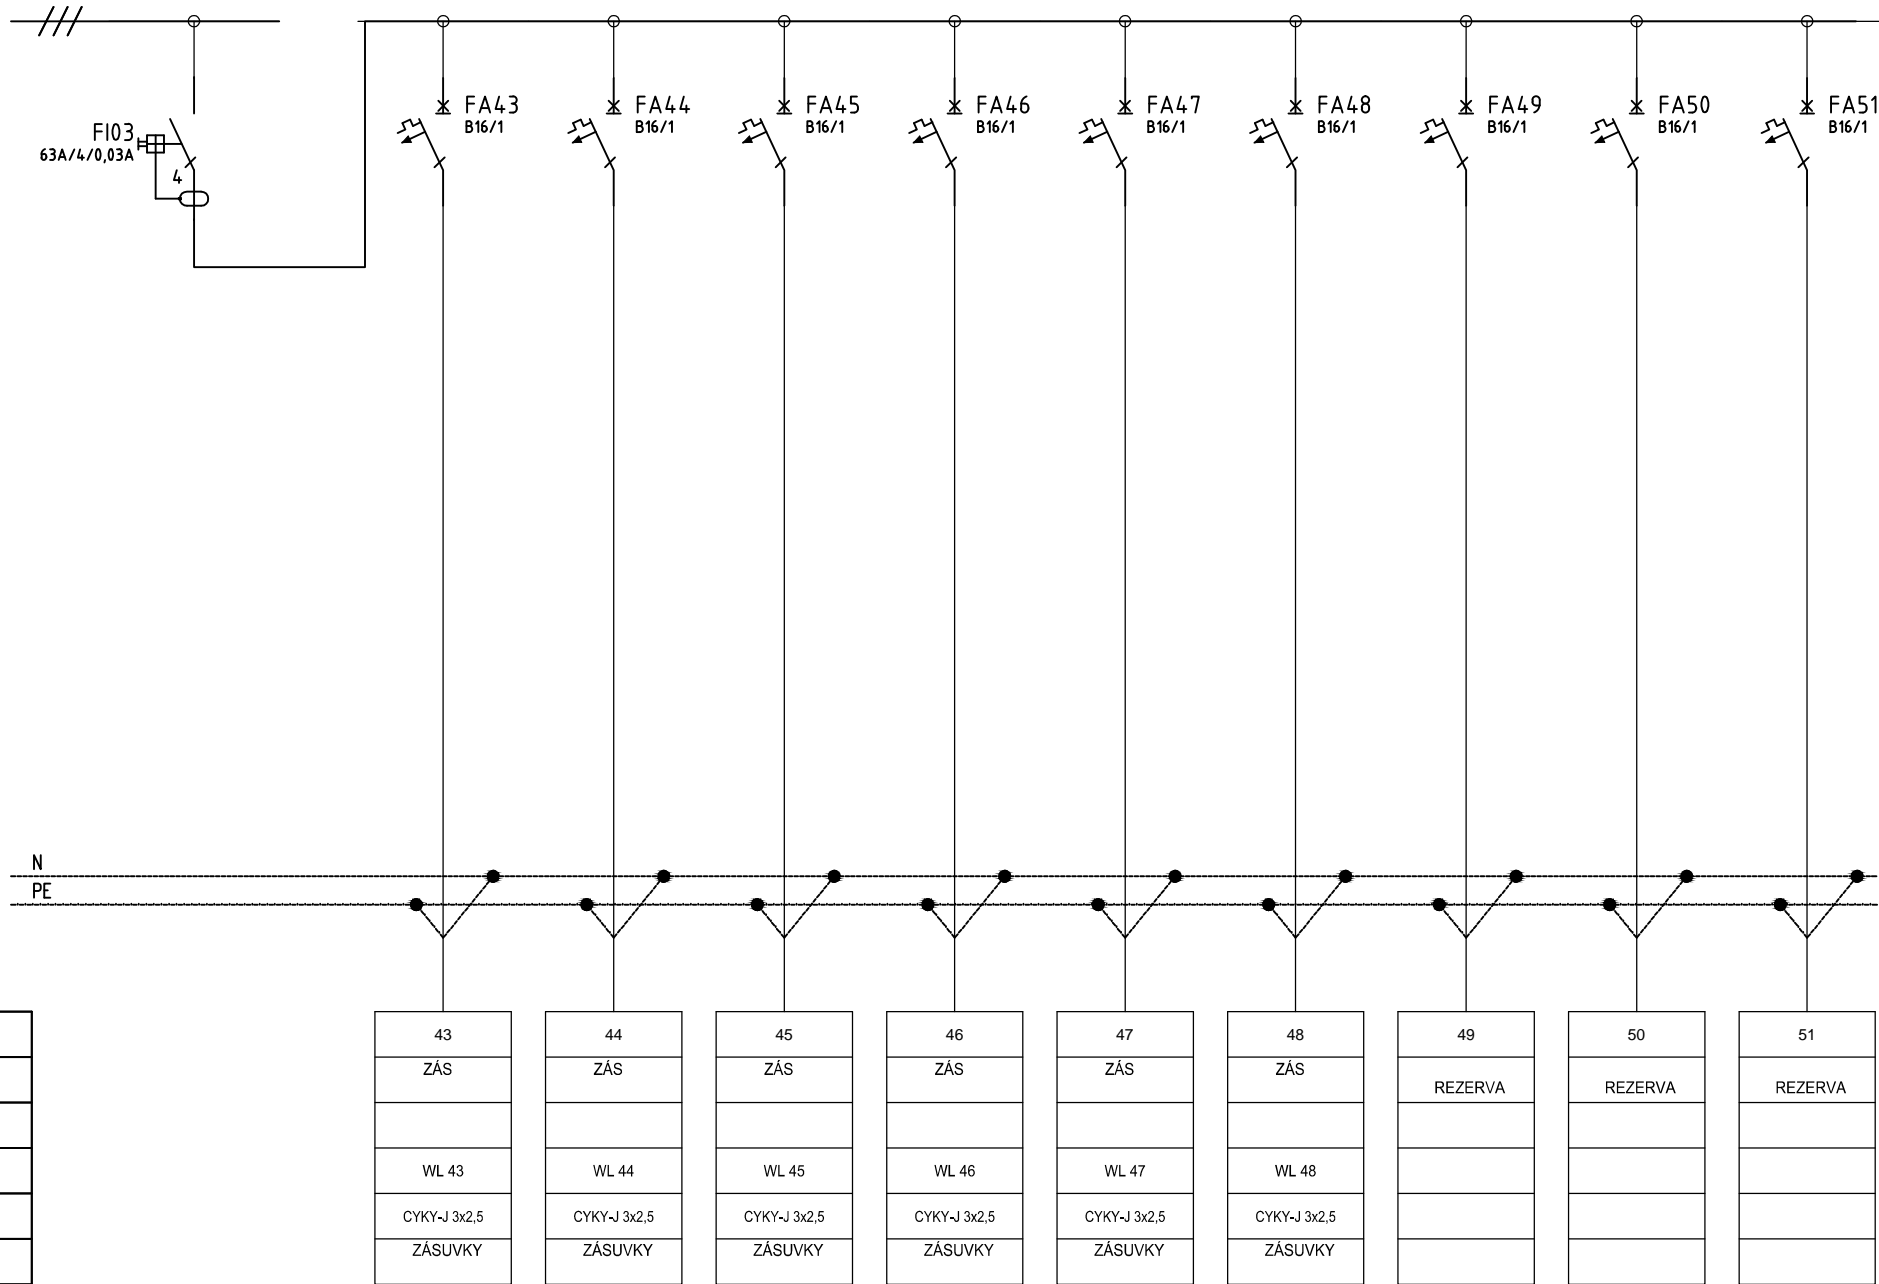 FA43
B16/1
FA44
B16/1
FA45
B16/1
FA46
B16/1
FA47
B16/1
FA48
B16/1
FA49
B16/1
FA50
B16/1
FA51
B16/1
FI03
63A/4/0,03A
4
N
PE
43 44 45 46 47 48 49 50 51
ZÁS ZÁS ZÁS ZÁS ZÁS ZÁS
REZERVA REZERVA REZERVA
WL 43 WL 44 WL 45 WL 46 WL 47 WL 48
CYKY-J 3x2,5 CYKY-J 3x2,5 CYKY-J 3x2,5 CYKY-J 3x2,5 CYKY-J 3x2,5 CYKY-J 3x2,5
ZÁSUVKY ZÁSUVKY ZÁSUVKY ZÁSUVKY ZÁSUVKY ZÁSUVKY